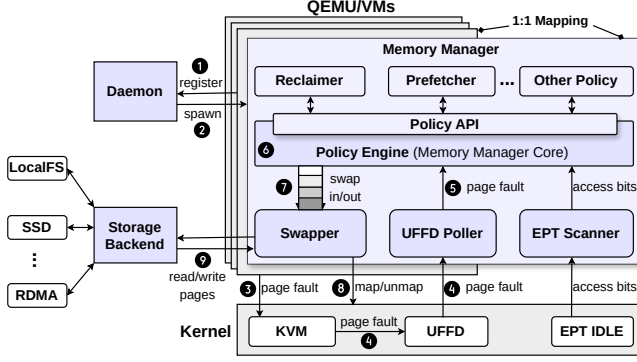 QEMU/VMs
1:1 Mapping
Memory Manager
1
register
Daemon
spawn
2
Reclaimer
Prefetcher
...
Other Policy
Policy API
6
Policy Engine (Memory Manager Core)
7
swap
in/out
5
page fault
access bits
LocalFS
SSD
⋮
RDMA
Storage
Backend
Swapper
UFFD Poller
EPT Scanner
9
read/write
pages
3
page fault
8
map/unmap
4
page fault
access bits
Kernel
KVM
page fault
4
UFFD
EPT IDLE